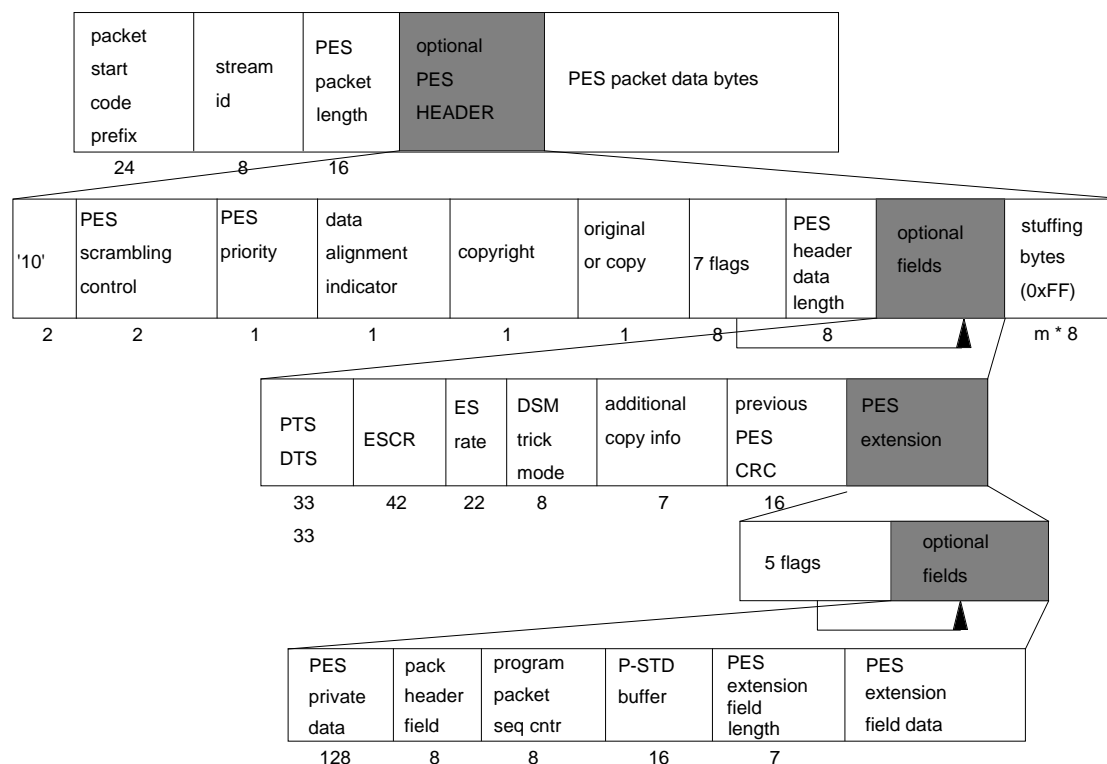 packet
start
code
prefix
stream
id
PES
packet
length
optional
PES
HEADER
PES packet data bytes
24
8
16
'10'
PES
scrambling
control
PES
priority
data
alignment
indicator
copyright
original
or copy
7 flags
PES
header
data
length
optional
fields
stuffing
bytes
(0xFF)
2
2
1
1
1
1
8
8
m * 8
PTS
DTS
ESCR
ES
rate
DSM
trick
mode
additional
copy info
previous
PES
CRC
PES
extension
33
33
42
22
8
7
16
5 flags
optional
fields
PES
private
data
pack
header
field
program
packet
seq cntr
P-STD
buffer
PES
extension
field
length
PES
extension
field data
128
8
8
16
7